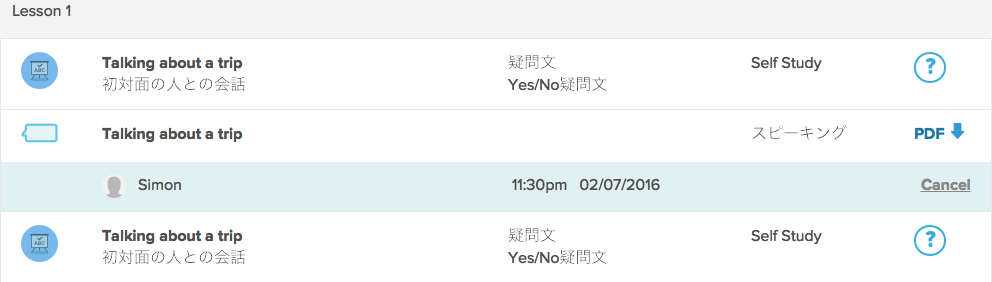 Lesson 1
ABC Talking about a trip 疑問文 Self Study ?
初対面の人との会話 Yes/No疑問文
Talking about a trip スピーキング PDF
Simon 11:30pm 02/07/2016 Cancel
ABC Talking about a trip 疑問文 Self Study ?
初対面の人との会話 Yes/No疑問文